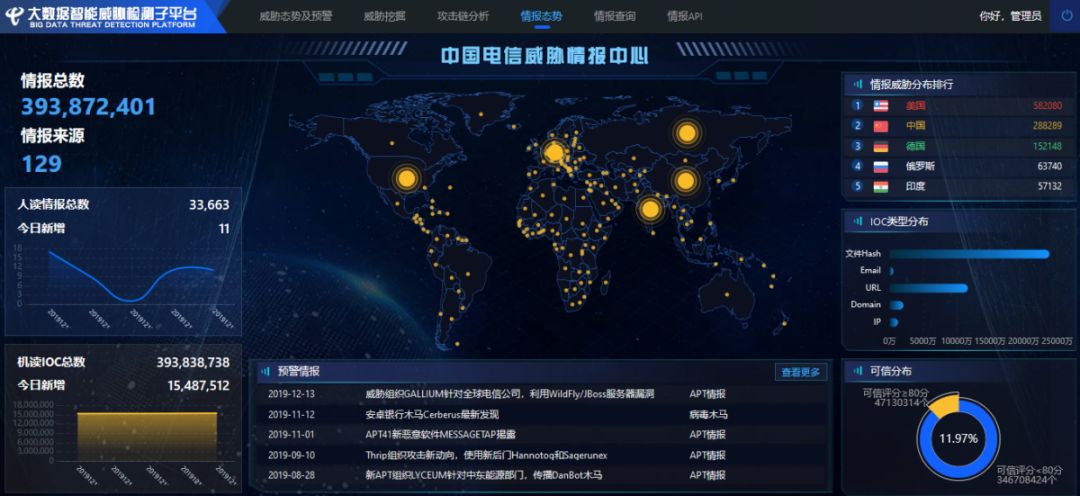 大数据智能威胁检测子平台
BIG DATA THREAT DETECTION PLATFORM
威胁态势及预警
威胁挖掘
攻击链分析
情报态势
情报查询
情报API
你好，管理员
中国电信威胁情报中心
情报总数
393,872,401
情报来源
129
人读情报总数 33,663
今日新增 11
18
15
12
9
6
3
0
201912*
201912*
201912*
201912*
201912*
机读IOC总数 393,838,738
今日新增 15,487,512
18,000,000
15,000,000
12,000,000
9,000,000
6,000,000
3,000,000
0
201912*
201912*
201912*
201912*
预警情报 查看更多
2019-12-13 威胁组织GALLIUM针对全球电信公司，利用WildFly/JBoss服务器漏洞 APT情报
2019-11-12 安卓银行木马Cerberus最新发现 病毒木马
2019-11-01 APT41新恶意软件MESSAGETAP揭露 APT情报
2019-09-10 Thrip组织攻击新动向，使用新后门Hannotoq和Saqerunex APT情报
2019-08-28 新APT组织LYCEUM针对中东能源部门，传播DanBot木马 APT情报
情报威胁分布排行
1 美国 582080
2 中国 288289
3 德国 152148
4 俄罗斯 63740
5 印度 57132
IOC类型分布
文件Hash
Email
URL
Domain
IP
0万 5000万 10000万 15000万 20000万 25000万
可信分布
可信评分≥80分
47130314个
11.97%
可信评分<80分
346708424个